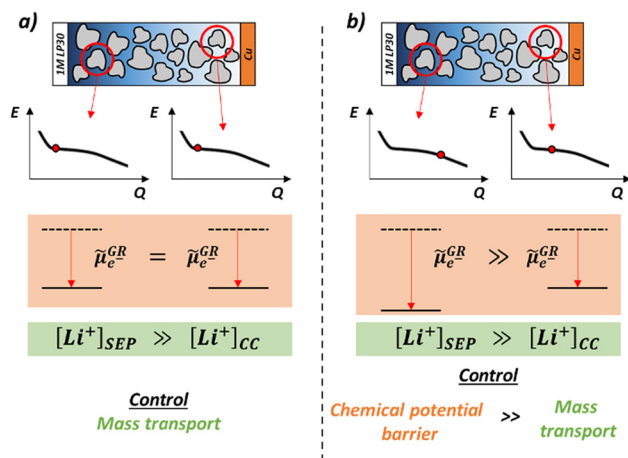 a)
1M LP30
Cu
E
Q
E
Q
μ̃ₑ₋ᴳᴿ = μ̃ₑ₋ᴳᴿ
[Li⁺]SEP ≫ [Li⁺]CC
Control
Mass transport
b)
1M LP30
Cu
E
Q
E
Q
μ̃ₑ₋ᴳᴿ ≫ μ̃ₑ₋ᴳᴿ
[Li⁺]SEP ≫ [Li⁺]CC
Control
Chemical potential
barrier
>>
Mass
transport